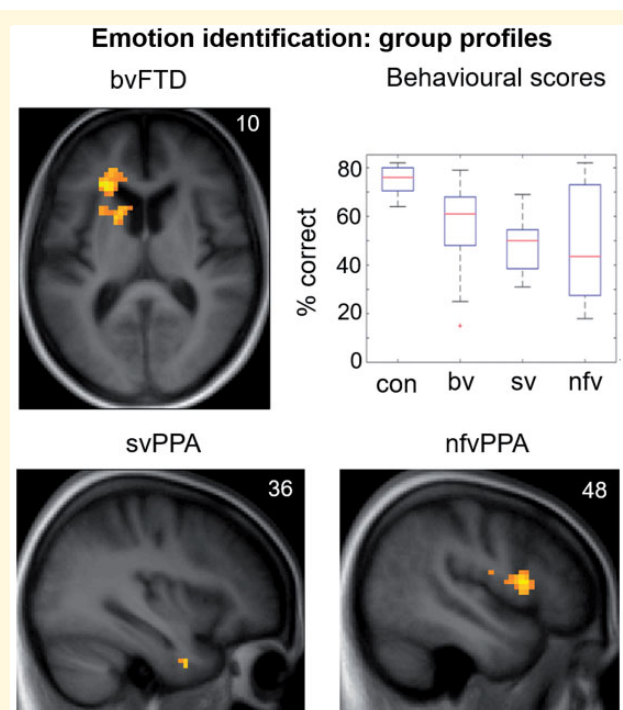 Emotion identification: group profiles
bvFTD
Behavioural scores
10
80
60
40
20
0
% correct
con bv sv nfv
svPPA
nfvPPA
36
48